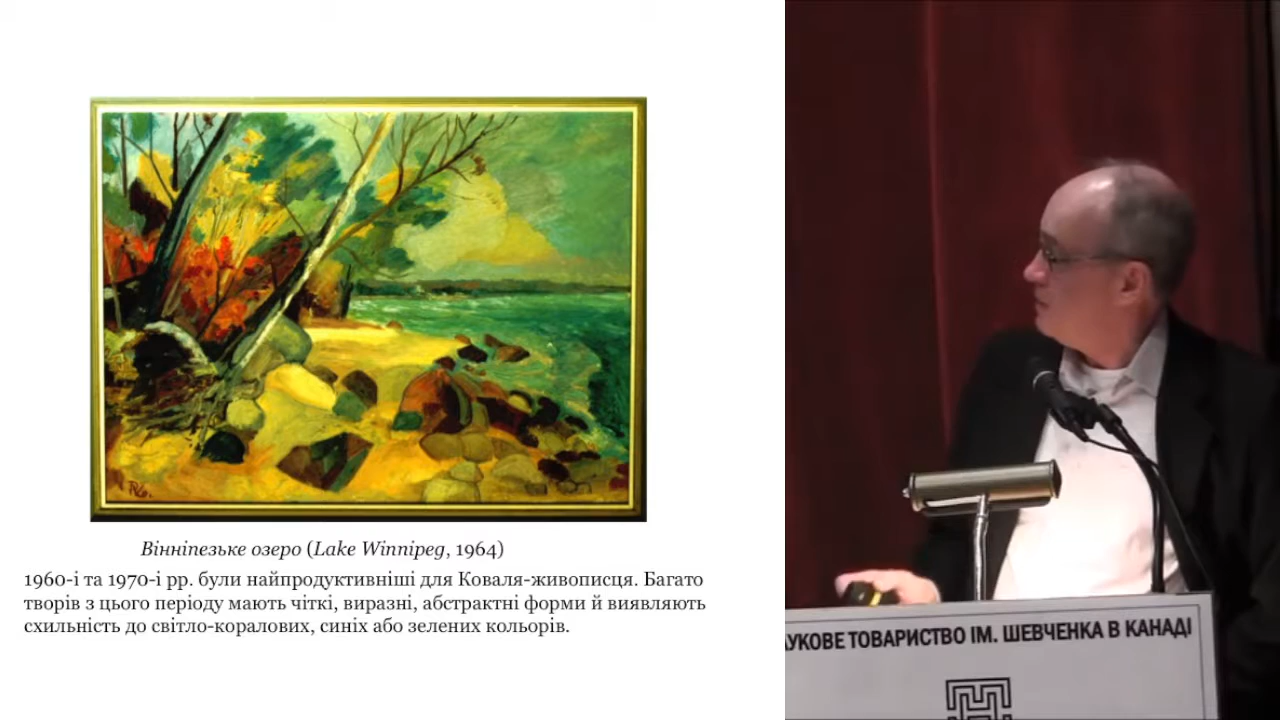 Вінніпезьке озеро (Lake Winnipeg, 1964)
1960-і та 1970-і рр. були найпродуктивніші для Коваля-живописця. Багато
творів з цього періоду мають чіткі, виразні, абстрактні форми й виявляють
схильність до світло-коралових, синіх або зелених кольорів.
АУКОВЕ ТОВАРИСТВО ІМ. ШЕВЧЕНКА В КАНАДІ